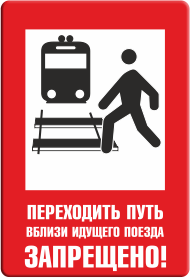 ПЕРЕХОДИТЬ ПУТЬ
ВБЛИЗИ ИДУЩЕГО ПОЕЗДА
ЗАПРЕЩЕНО!